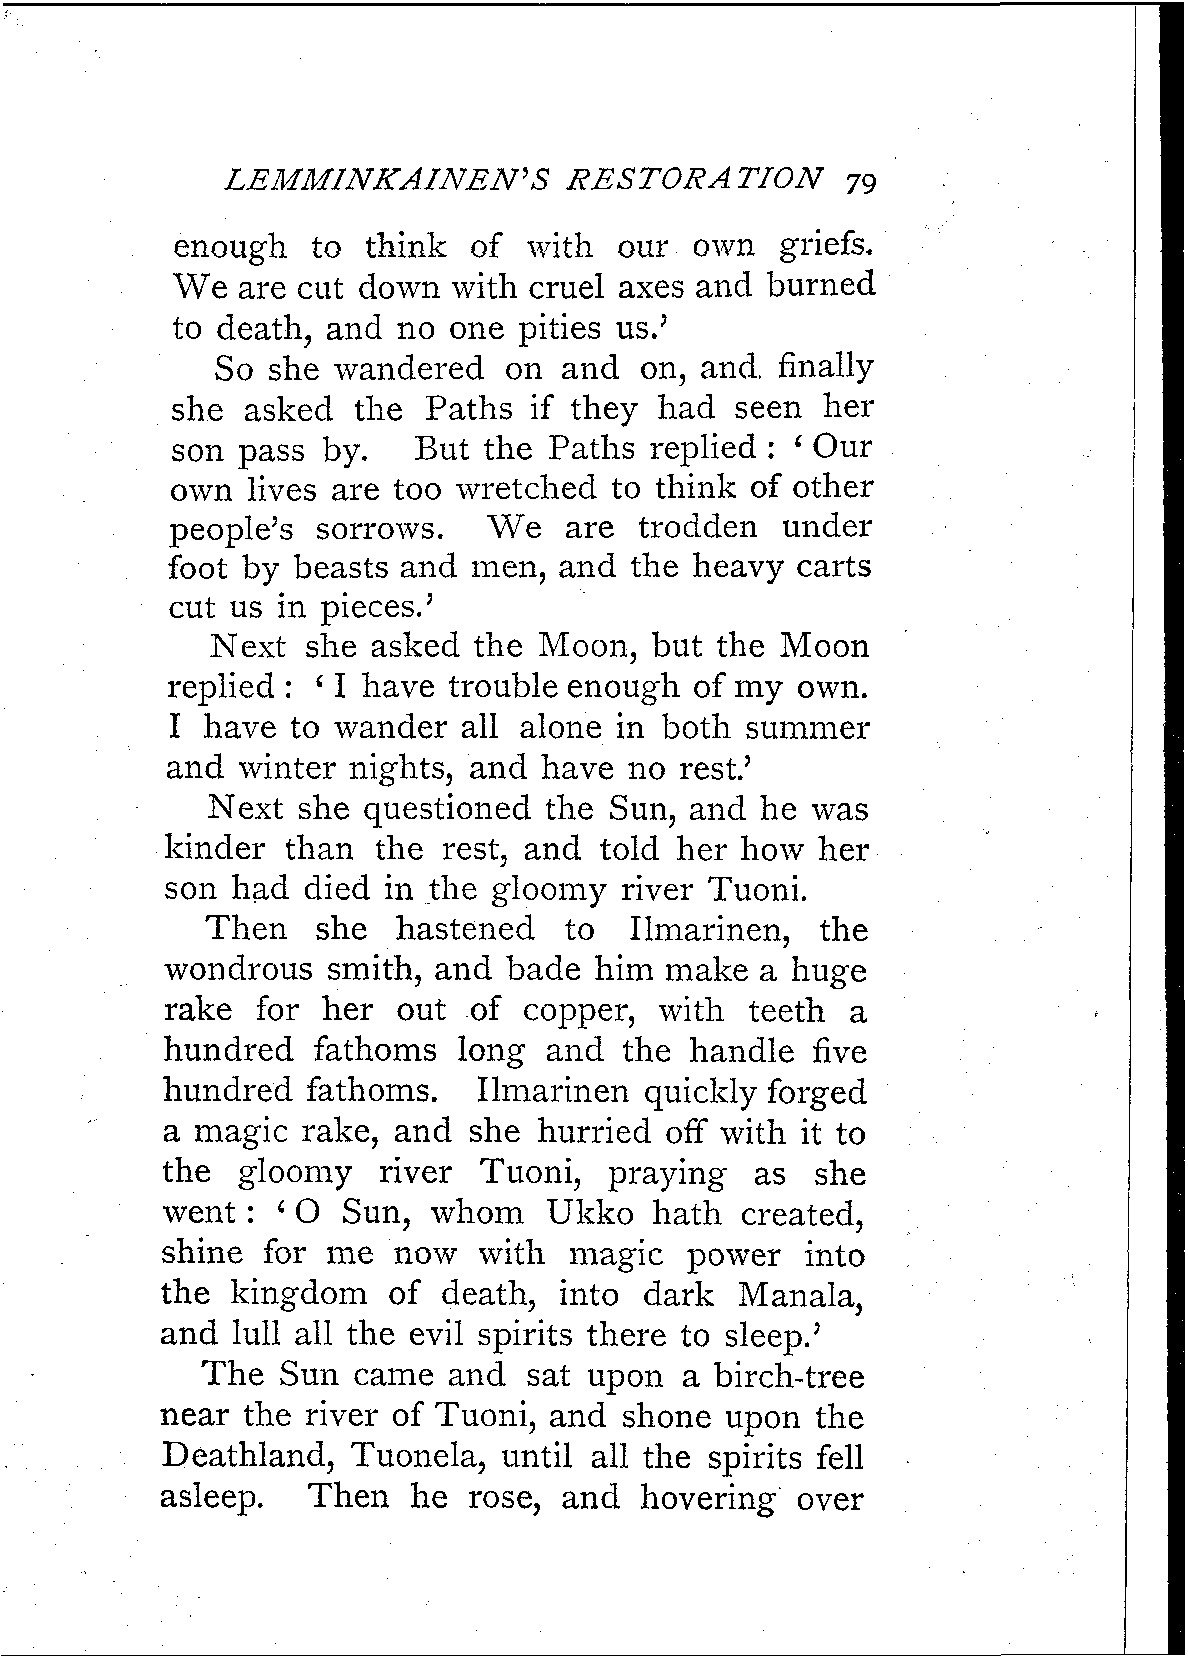 LEMMINKAINEN'S RESTORATION 79
enough to think of with our own griefs.
We are cut down with cruel axes and burned
to death, and no one pities us.'
So she wandered on and on, and finally
she asked the Paths if they had seen her
son pass by. But the Paths replied : ‘ Our
own lives are too wretched to think of other
people's sorrows. We are trodden under
foot by beasts and men, and the heavy carts
cut us in pieces.'
Next she asked the Moon, but the Moon
replied : ‘ I have trouble enough of my own.
I have to wander all alone in both summer
and winter nights, and have no rest.'
Next she questioned the Sun, and he was
kinder than the rest, and told her how her
son had died in the gloomy river Tuoni.
Then she hastened to Ilmarinen, the
wondrous smith, and bade him make a huge
rake for her out of copper, with teeth a
hundred fathoms long and the handle five
hundred fathoms. Ilmarinen quickly forged
a magic rake, and she hurried off with it to
the gloomy river Tuoni, praying as she
went : ‘ O Sun, whom Ukko hath created,
shine for me now with magic power into
the kingdom of death, into dark Manala,
and lull all the evil spirits there to sleep.'
The Sun came and sat upon a birch-tree
near the river of Tuoni, and shone upon the
Deathland, Tuonela, until all the spirits fell
asleep. Then he rose, and hovering over